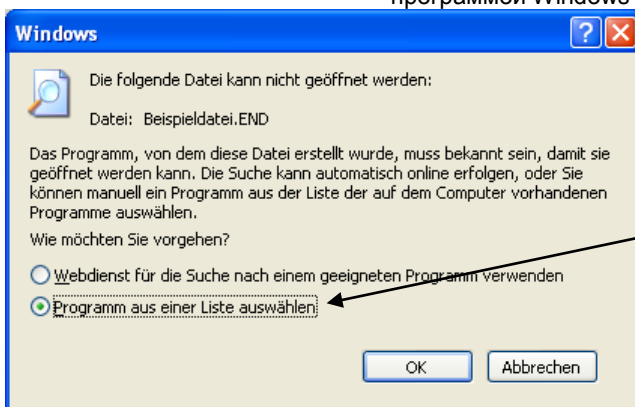 программой Windows
Windows
Die folgende Datei kann nicht geöffnet werden:
Datei: Beispieldatei.END
Das Programm, von dem diese Datei erstellt wurde, muss bekannt sein, damit sie
geöffnet werden kann. Die Suche kann automatisch online erfolgen, oder Sie
können manuell ein Programm aus der Liste der auf dem Computer vorhandenen
Programme auswählen.
Wie möchten Sie vorgehen?
Webdienst für die Suche nach einem geeigneten Programm verwenden
Programm aus einer Liste auswählen
OK Abbrechen